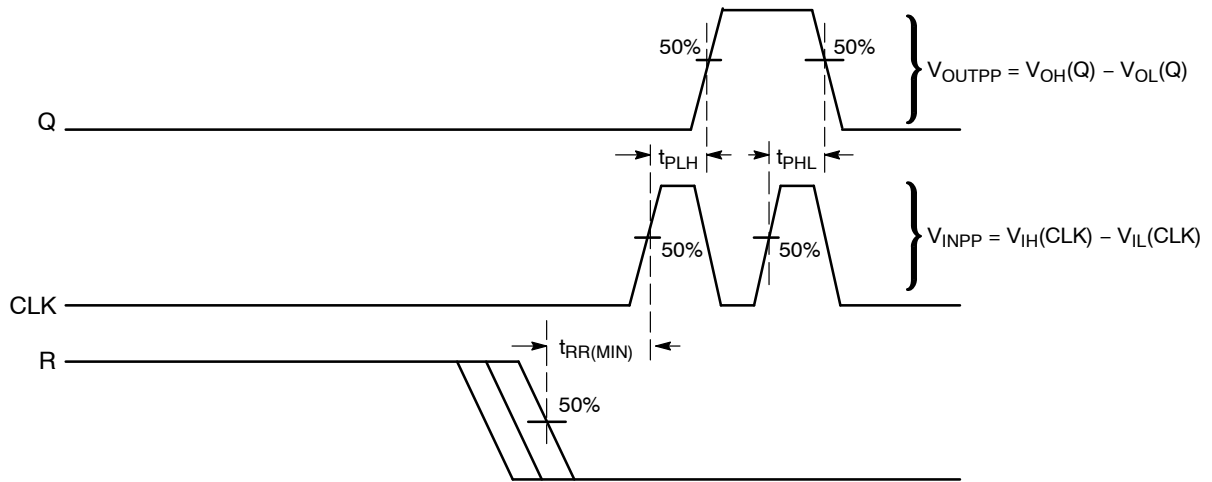 50%
50%
V_OUTPP = V_OH(Q) − V_OL(Q)
Q
t_PLH
t_PHL
50%
50%
V_INPP = V_IH(CLK) − V_IL(CLK)
CLK
t_RR(MIN)
R
50%